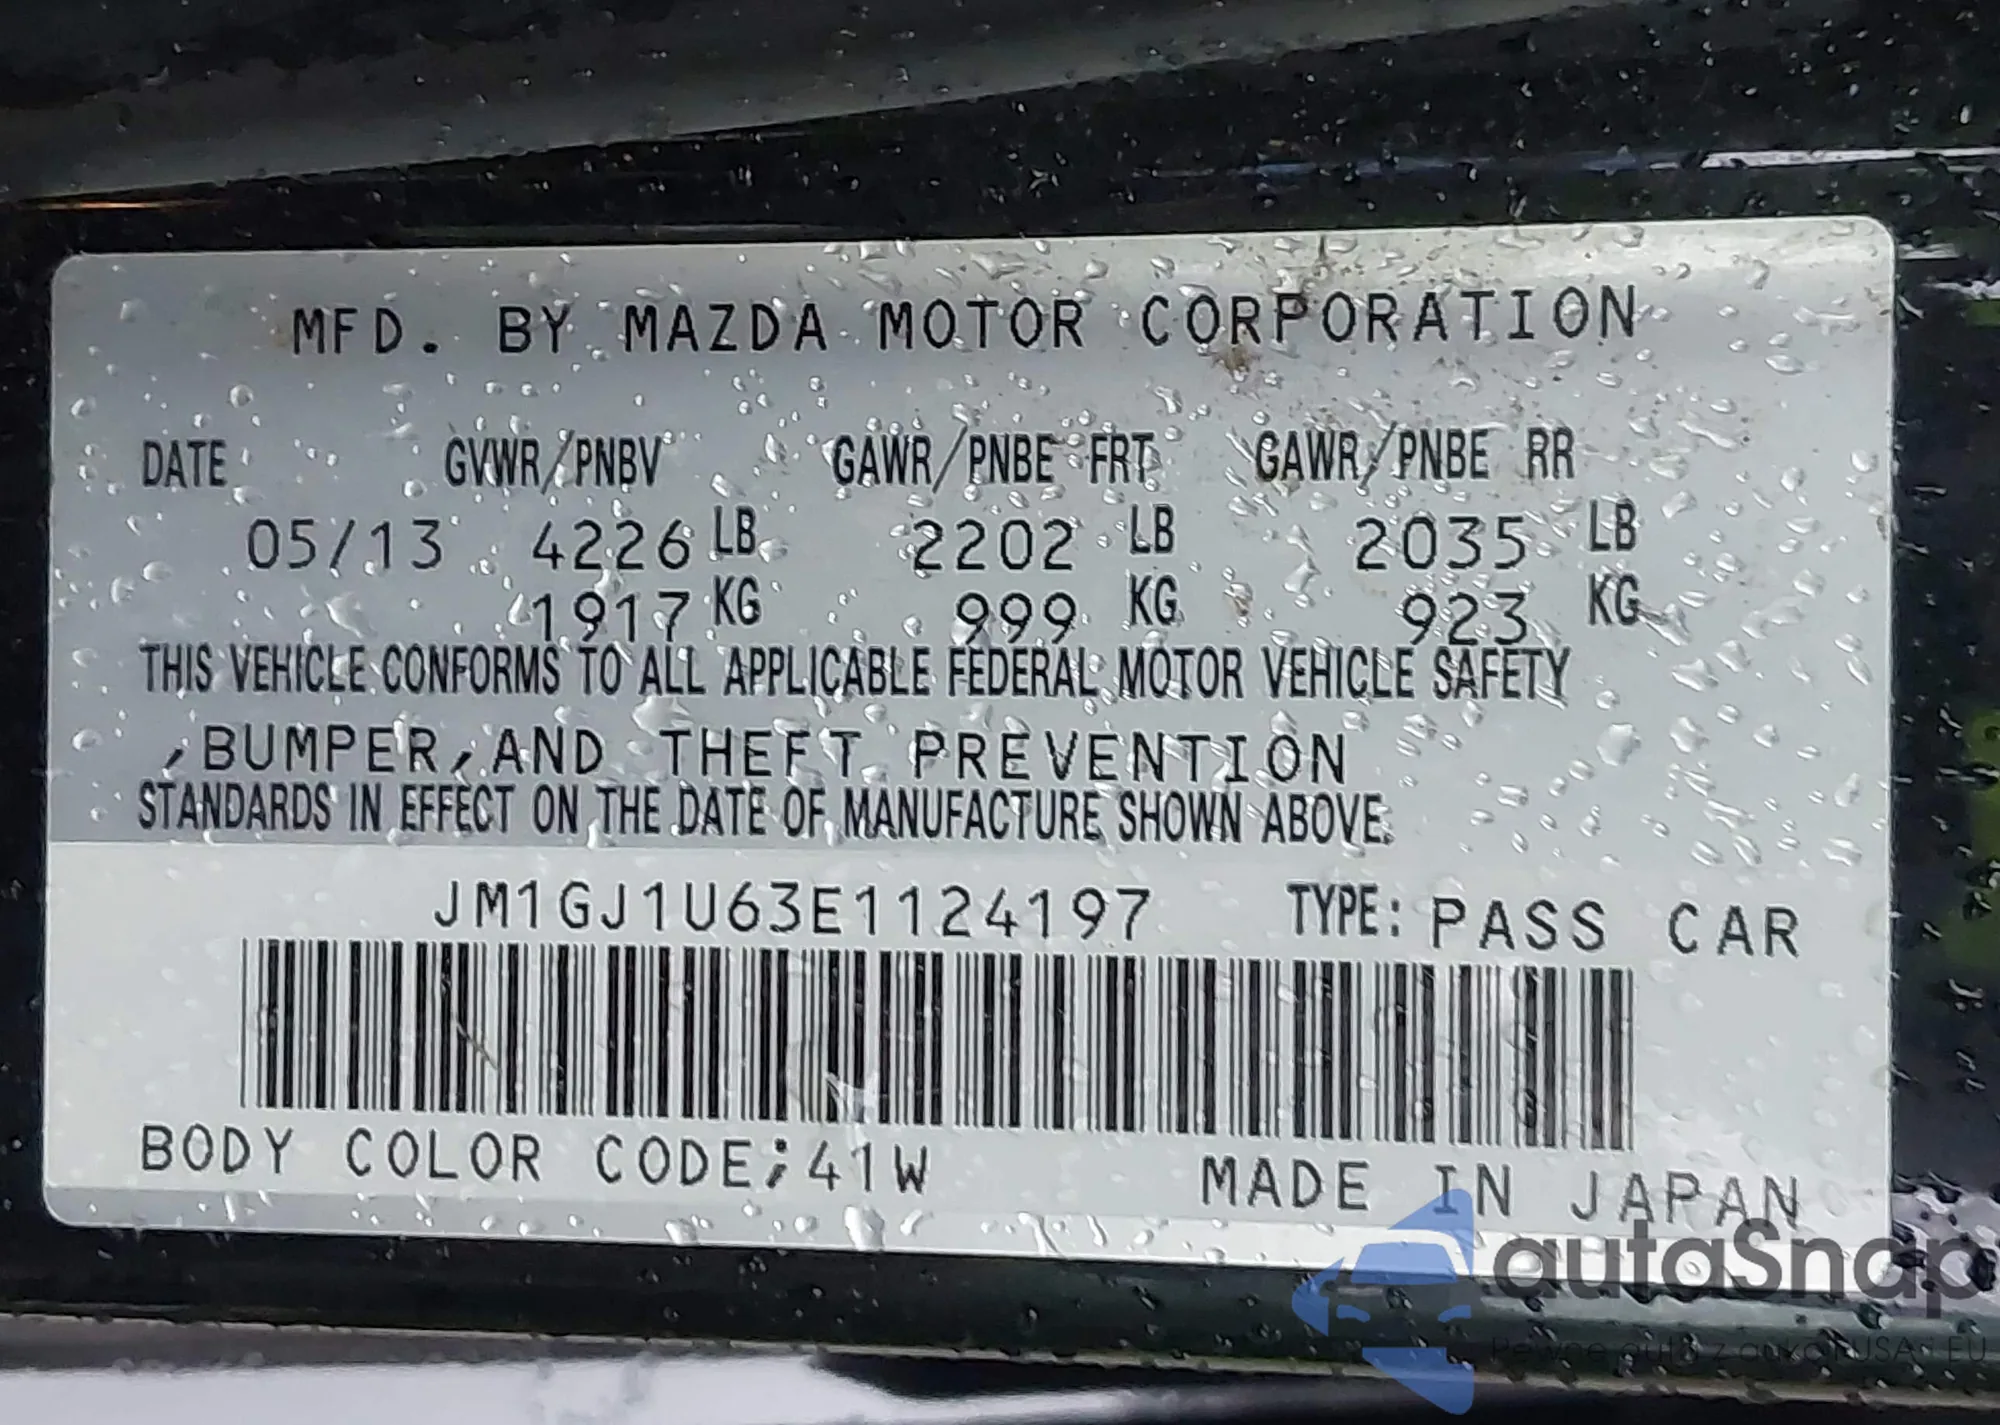 MFD. BY MAZDA MOTOR CORPORATION
DATE GVWR/PNBV GAWR/PNBE FRT GAWR/PNBE RR
05/13 4226 LB 2202 LB 2035 LB
1917 KG 999 KG 923 KG
THIS VEHICLE CONFORMS TO ALL APPLICABLE FEDERAL MOTOR VEHICLE SAFETY
,BUMPER,AND THEFT PREVENTION
STANDARDS IN EFFECT ON THE DATE OF MANUFACTURE SHOWN ABOVE.
JM1GJ1U63E1124197 TYPE: PASS CAR
BODY COLOR CODE;41W MADE IN JAPAN
autaSnap
USA i EU